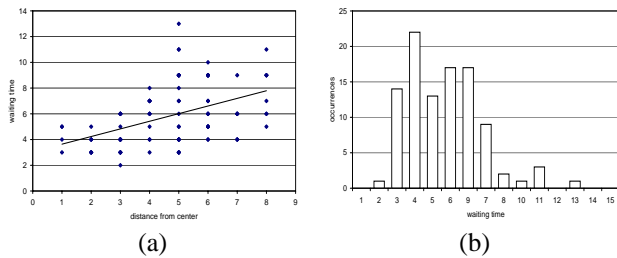 14
12
10
8
6
4
2
0
waiting time
0 1 2 3 4 5 6 7 8 9
distance from center
(a)
25
20
15
10
5
0
occurrences
1 2 3 4 5 6 9 7 8 10 11 12 13 14 15
waiting time
(b)